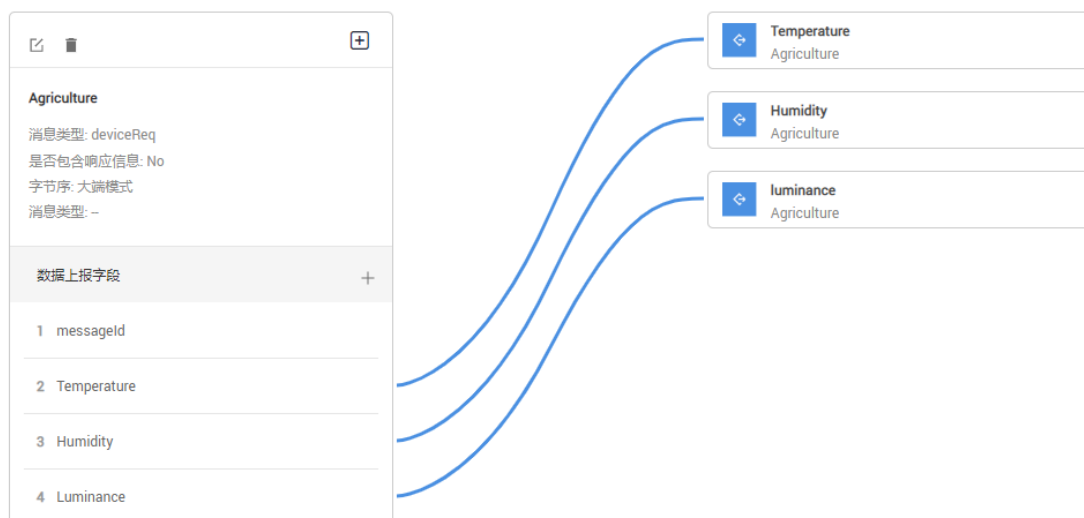 Agriculture
消息类型: deviceReq
是否包含响应信息: No
字节序: 大端模式
消息类型: --
数据上报字段
1 messageId
2 Temperature
3 Humidity
4 Luminance
Temperature
Agriculture
Humidity
Agriculture
luminance
Agriculture